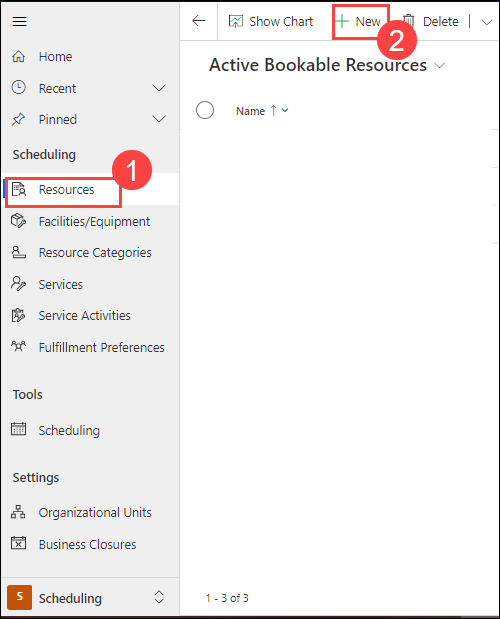 Show Chart
New
Delete
2
Home
Active Bookable Resources
Recent
Name
Pinned
Scheduling
1
Resources
Facilities/Equipment
Resource Categories
Services
Service Activities
Fulfillment Preferences
Tools
Scheduling
Settings
Organizational Units
Business Closures
S Scheduling
1 - 3 of 3